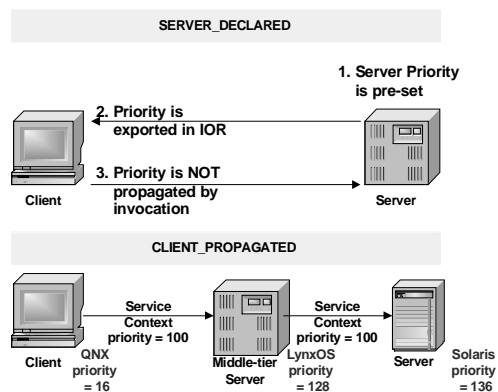 SERVER_DECLARED
1. Server Priority
is pre-set
2. Priority is
exported in IOR
3. Priority is NOT
propagated by
invocation
Client
Server
CLIENT_PROPAGATED
Service
Context
priority = 100
Service
Context
priority = 100
Client
QNX
priority
= 16
Middle-tier
Server
LynxOS
priority
= 128
Server
Solaris
priority
= 136